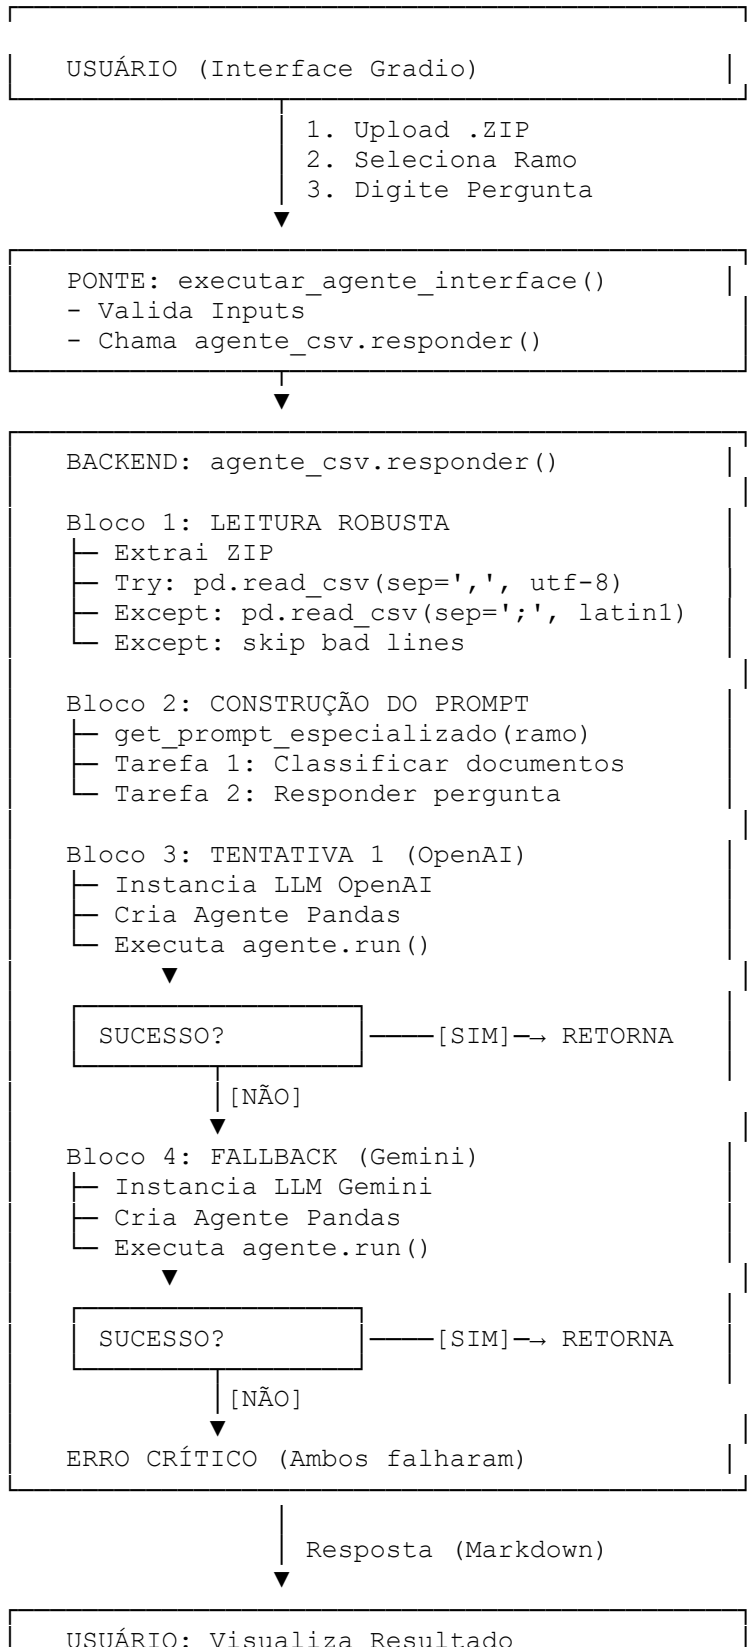 USUÁRIO (Interface Gradio)
1. Upload .ZIP
2. Seleciona Ramo
3. Digite Pergunta
PONTE: executar_agente_interface()
- Valida Inputs
- Chama agente_csv.responder()
BACKEND: agente_csv.responder()
Bloco 1: LEITURA ROBUSTA
Extrai ZIP
Try: pd.read_csv(sep=',', utf-8)
Except: pd.read_csv(sep=';', latin1)
Except: skip bad lines
Bloco 2: CONSTRUÇÃO DO PROMPT
get_prompt_especializado(ramo)
Tarefa 1: Classificar documentos
Tarefa 2: Responder pergunta
Bloco 3: TENTATIVA 1 (OpenAI)
Instancia LLM OpenAI
Cria Agente Pandas
Executa agente.run()
SUCESSO? [SIM]─→ RETORNA
[NÃO]
Bloco 4: FALLBACK (Gemini)
Instancia LLM Gemini
Cria Agente Pandas
Executa agente.run()
SUCESSO? [SIM]─→ RETORNA
[NÃO]
ERRO CRÍTICO (Ambos falharam)
Resposta (Markdown)
USUÁRIO: Visualiza Resultado